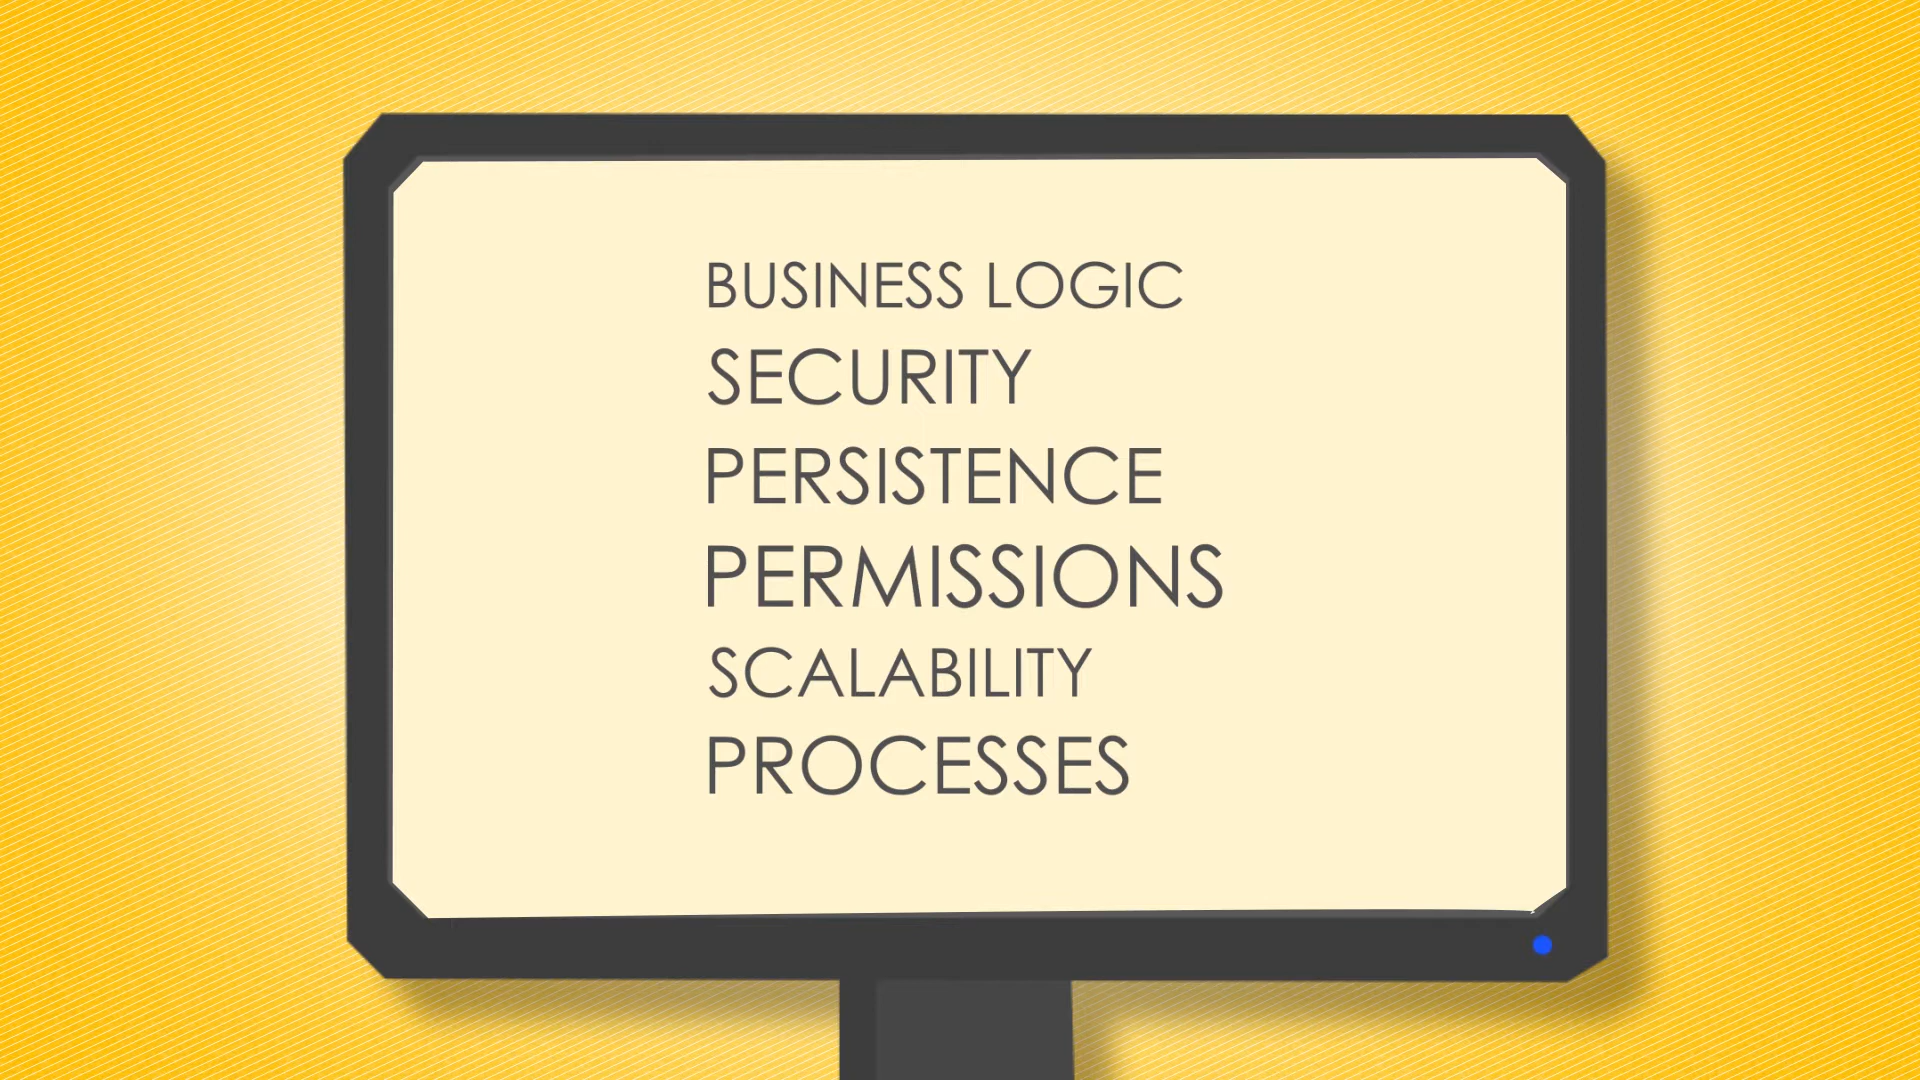 BUSINESS LOGIC
SECURITY
PERSISTENCE
PERMISSIONS
SCALABILITY
PROCESSES